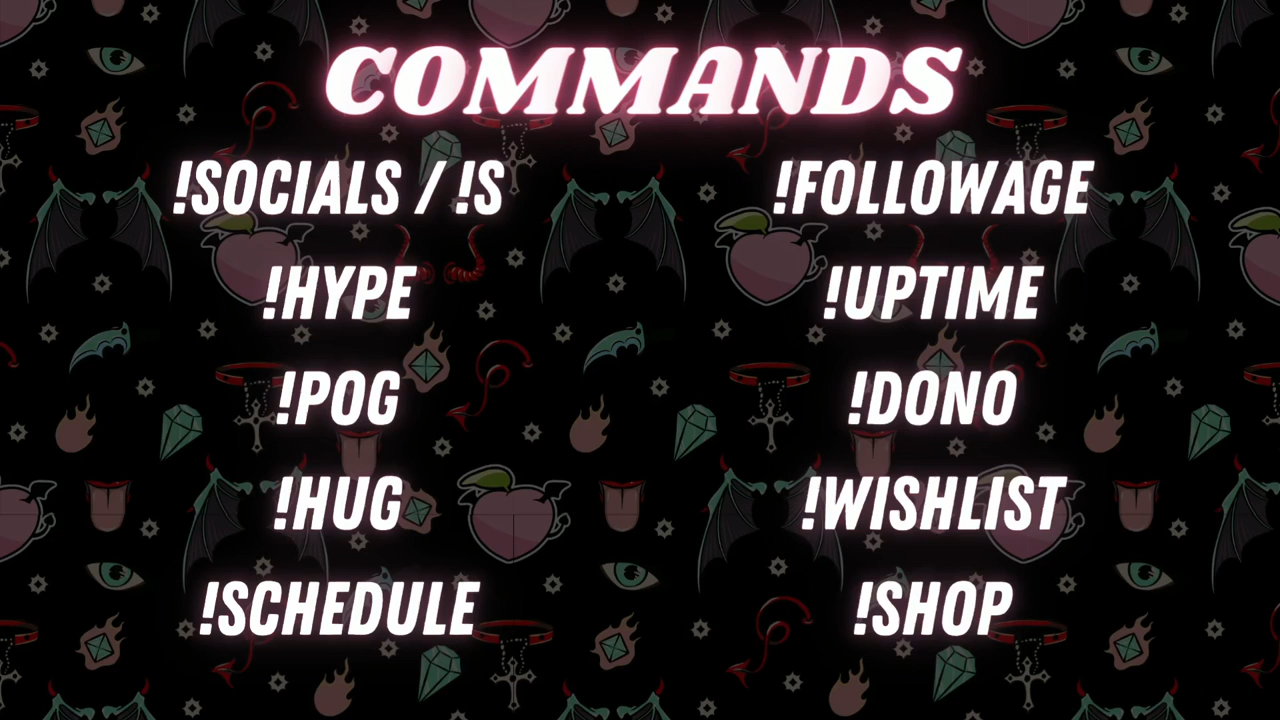 COMMANDS
!SOCIALS / !S
!HYPE
!POG
!HUG
!SCHEDULE
!FOLLOWAGE
!UPTIME
!DONO
!WISHLIST
!SHOP